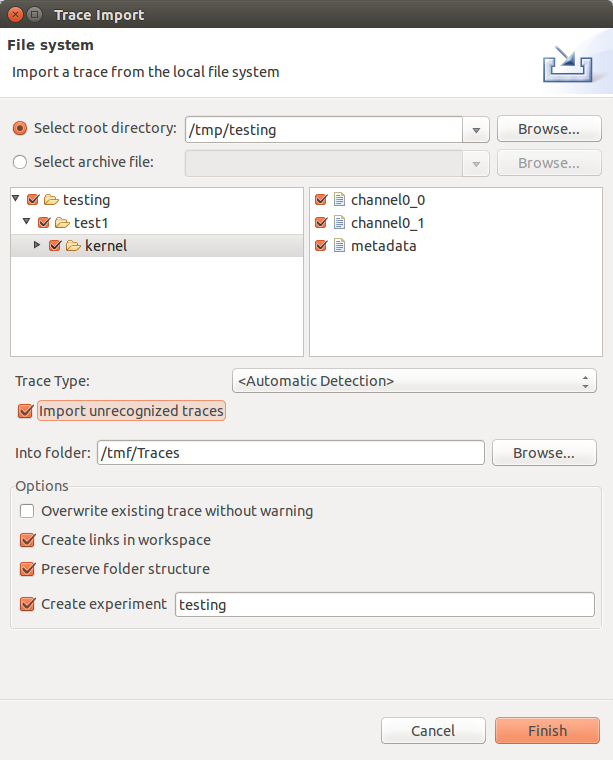 Trace Import
File system
Import a trace from the local file system
Select root directory: /tmp/testing Browse...
Select archive file: Browse...
testing
test1
kernel
channel0_0
channel0_1
metadata
Trace Type: <Automatic Detection>
Import unrecognized traces
Into folder: /tmf/Traces Browse...
Options
Overwrite existing trace without warning
Create links in workspace
Preserve folder structure
Create experiment testing
Cancel Finish